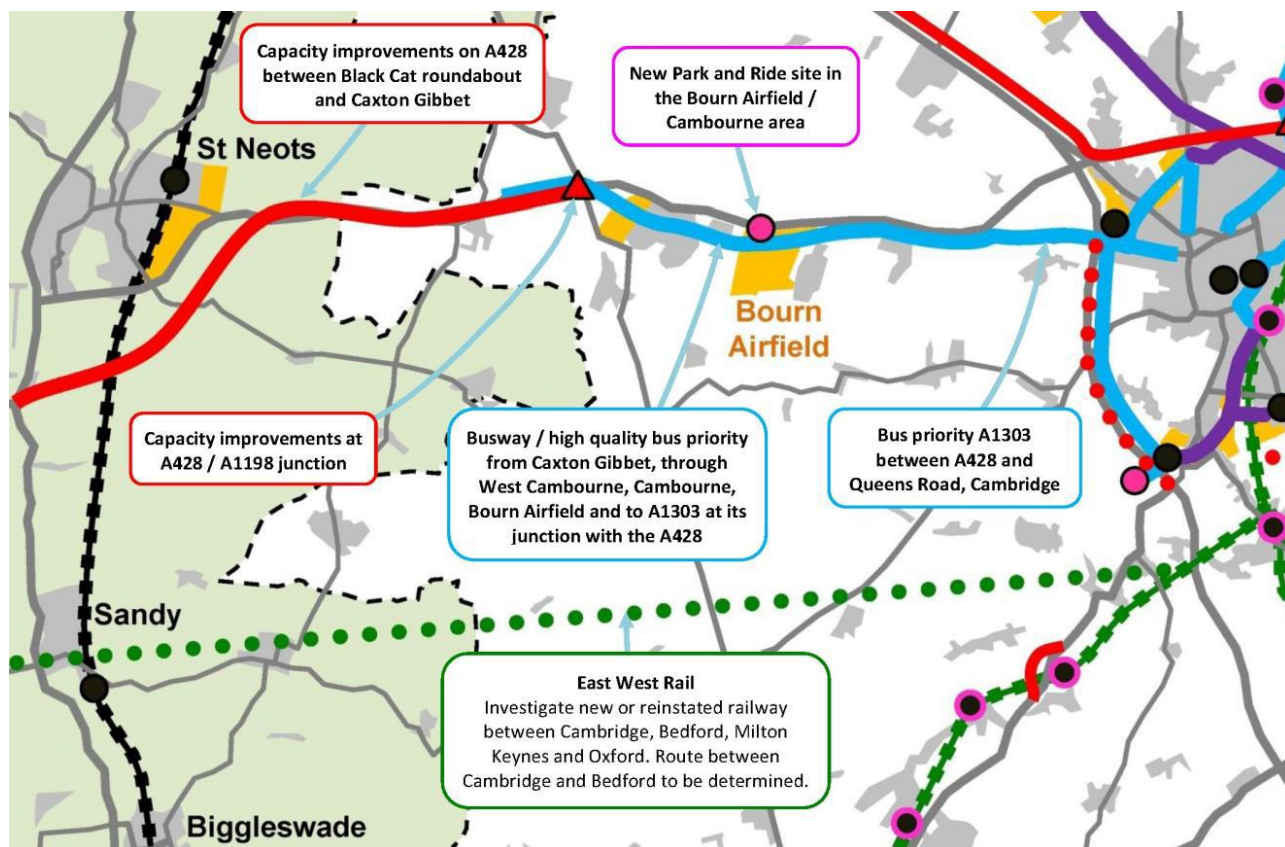 Capacity improvements on A428
between Black Cat roundabout
and Caxton Gibbet
New Park and Ride site in
the Bourn Airfield /
Cambourne area
St Neots
Bourn
Airfield
Capacity improvements at
A428 / A1198 junction
Busway / high quality bus priority
from Caxton Gibbet, through
West Cambourne, Cambourne,
Bourn Airfield and to A1303 at its
junction with the A428
Bus priority A1303
between A428 and
Queens Road, Cambridge
Sandy
East West Rail
Investigate new or reinstated railway
between Cambridge, Bedford, Milton
Keynes and Oxford. Route between
Cambridge and Bedford to be determined.
Biggleswade